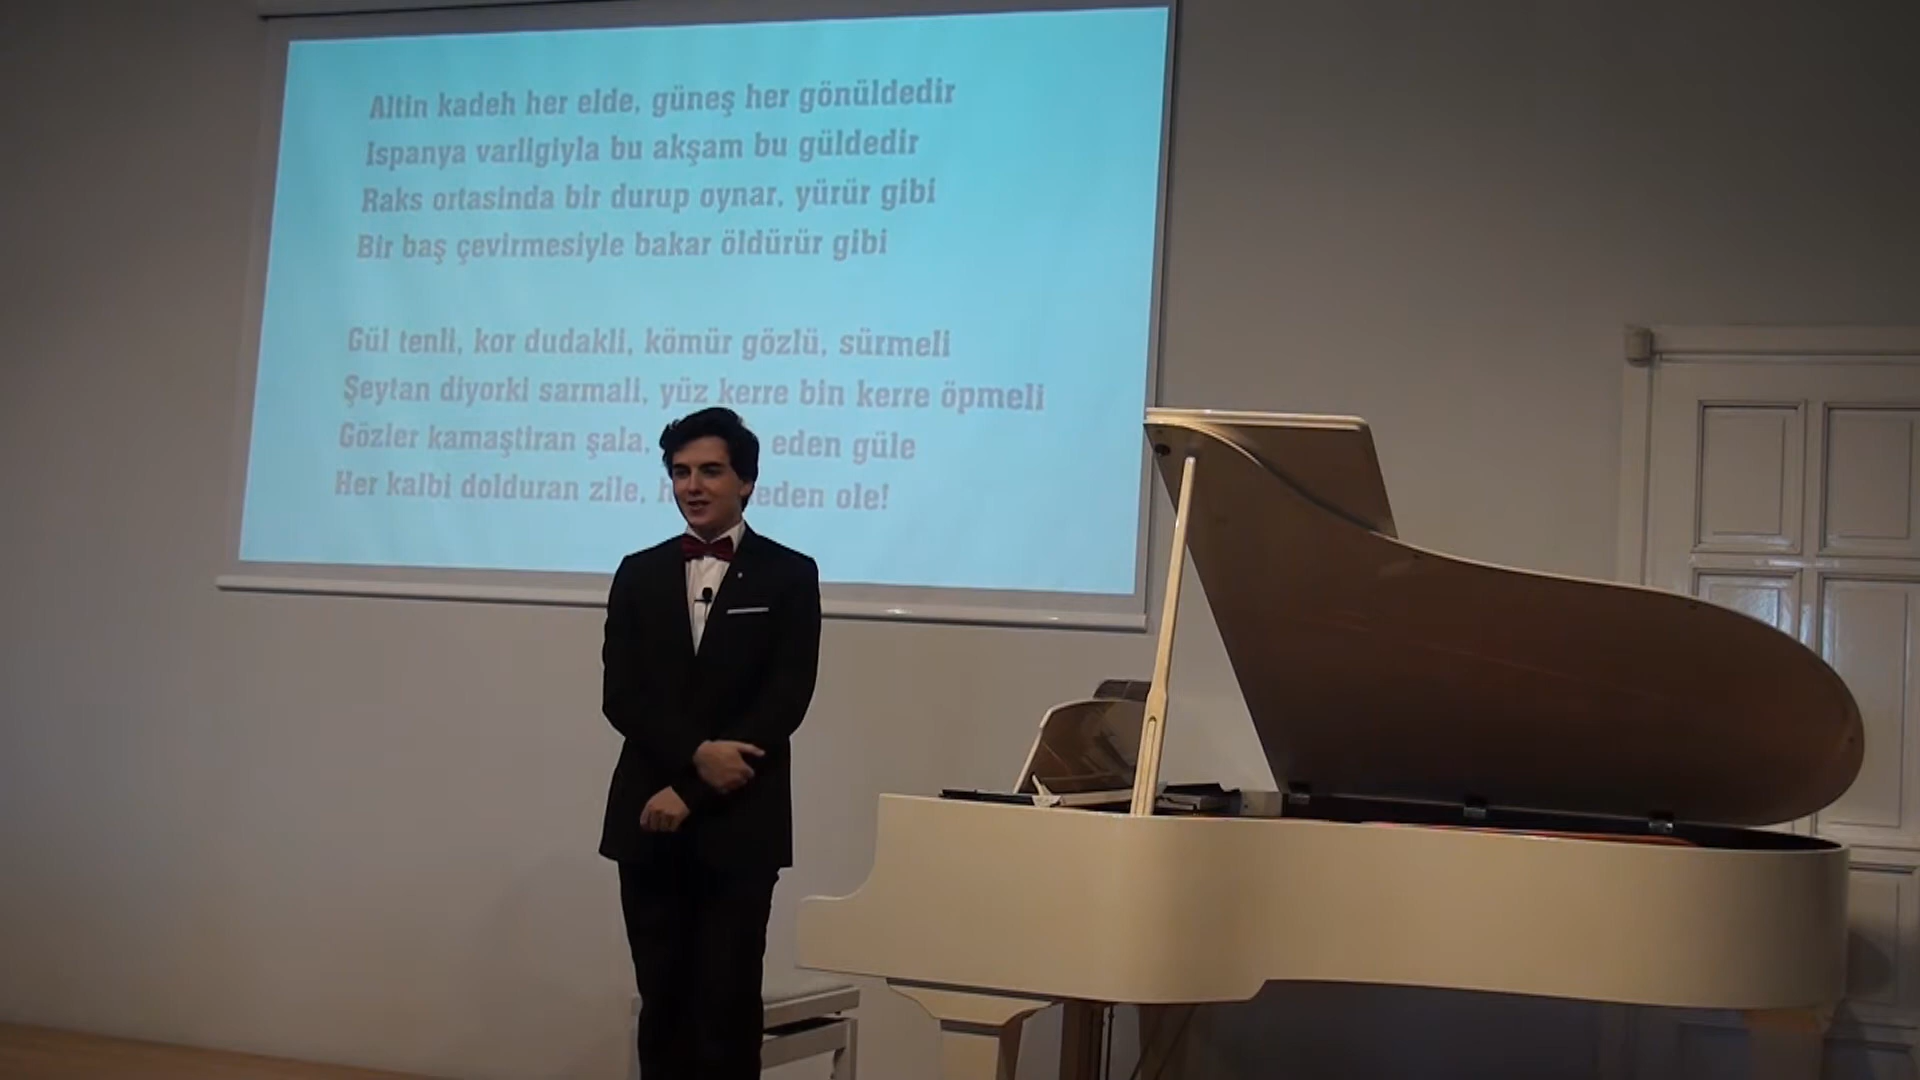 Altin kadeh her elde, güneş her gönüldedir
Ispanya varligiyla bu akşam bu güldedir
Raks ortasinda bir durup oynar, yürür gibi
Bir baş çevirmesiyle bakar öldürür gibi
Gül tenli, kor dudakli, kömür gözlü, sürmeli
Şeytan diyorki sarmali, yüz kerre bin kerre öpmeli
Gözler kamaştiran şala, eden güle
Her kalbi dolduran zile, eden ole!